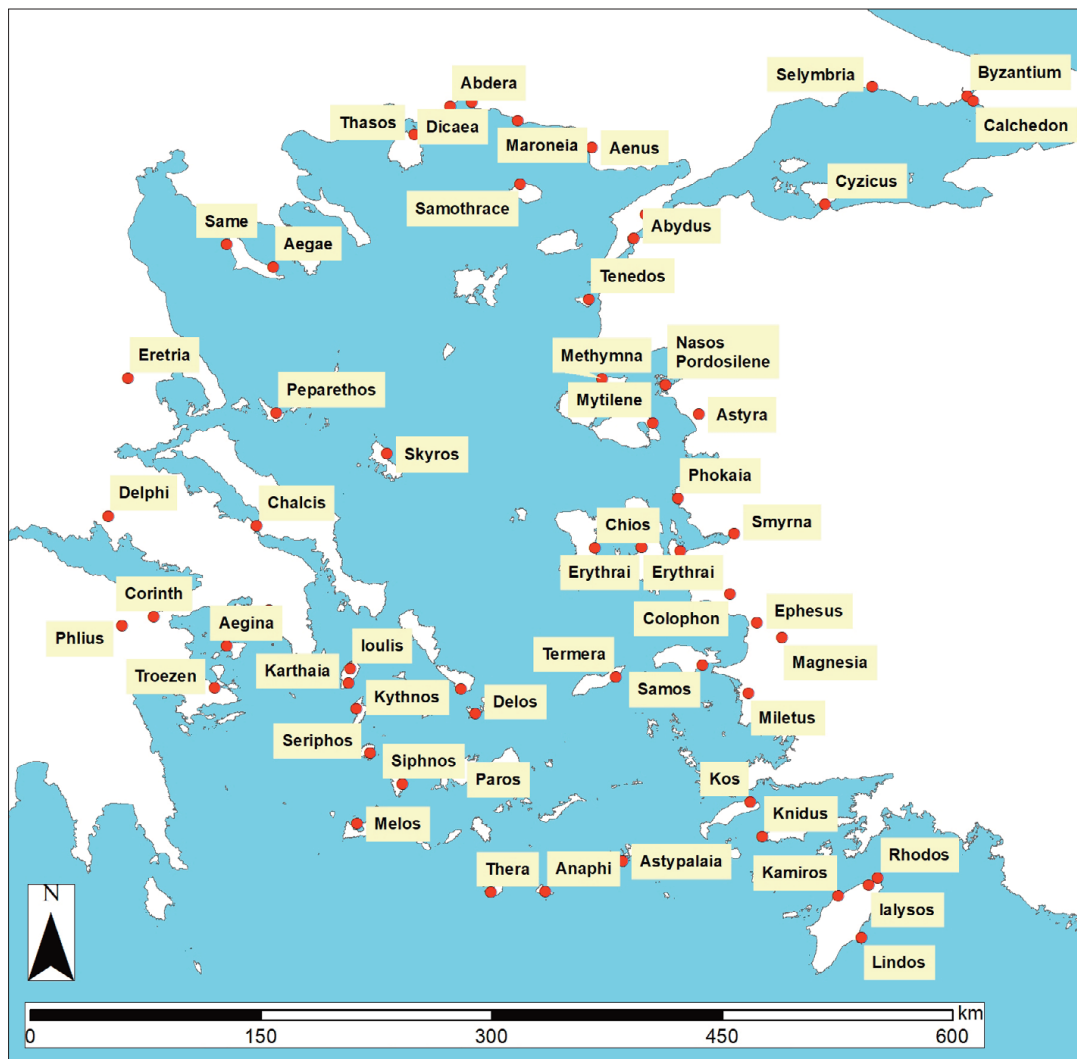 Abdera
Selymbria
Byzantium
Thasos
Dicaea
Maroneia
Aenus
Calchedon
Cyzicus
Samothrace
Same
Aegae
Abydus
Tenedos
Eretria
Peparethos
Methymna
Nasos
Pordosilene
Mytilene
Astyra
Skyros
Phokaia
Delphi
Chalcis
Chios
Smyrna
Erythrai
Erythrai
Corinth
Phlius
Aegina
Colophon
Ephesus
Ioulis
Termera
Magnesia
Troezen
Karthaia
Kythnos
Delos
Samos
Miletus
Seriphos
Siphnos
Paros
Kos
Knidus
Melos
Thera
Anaphi
Astypalaia
Kamiros
Rhodos
Ialysos
Lindos
N
km
0 150 300 450 600